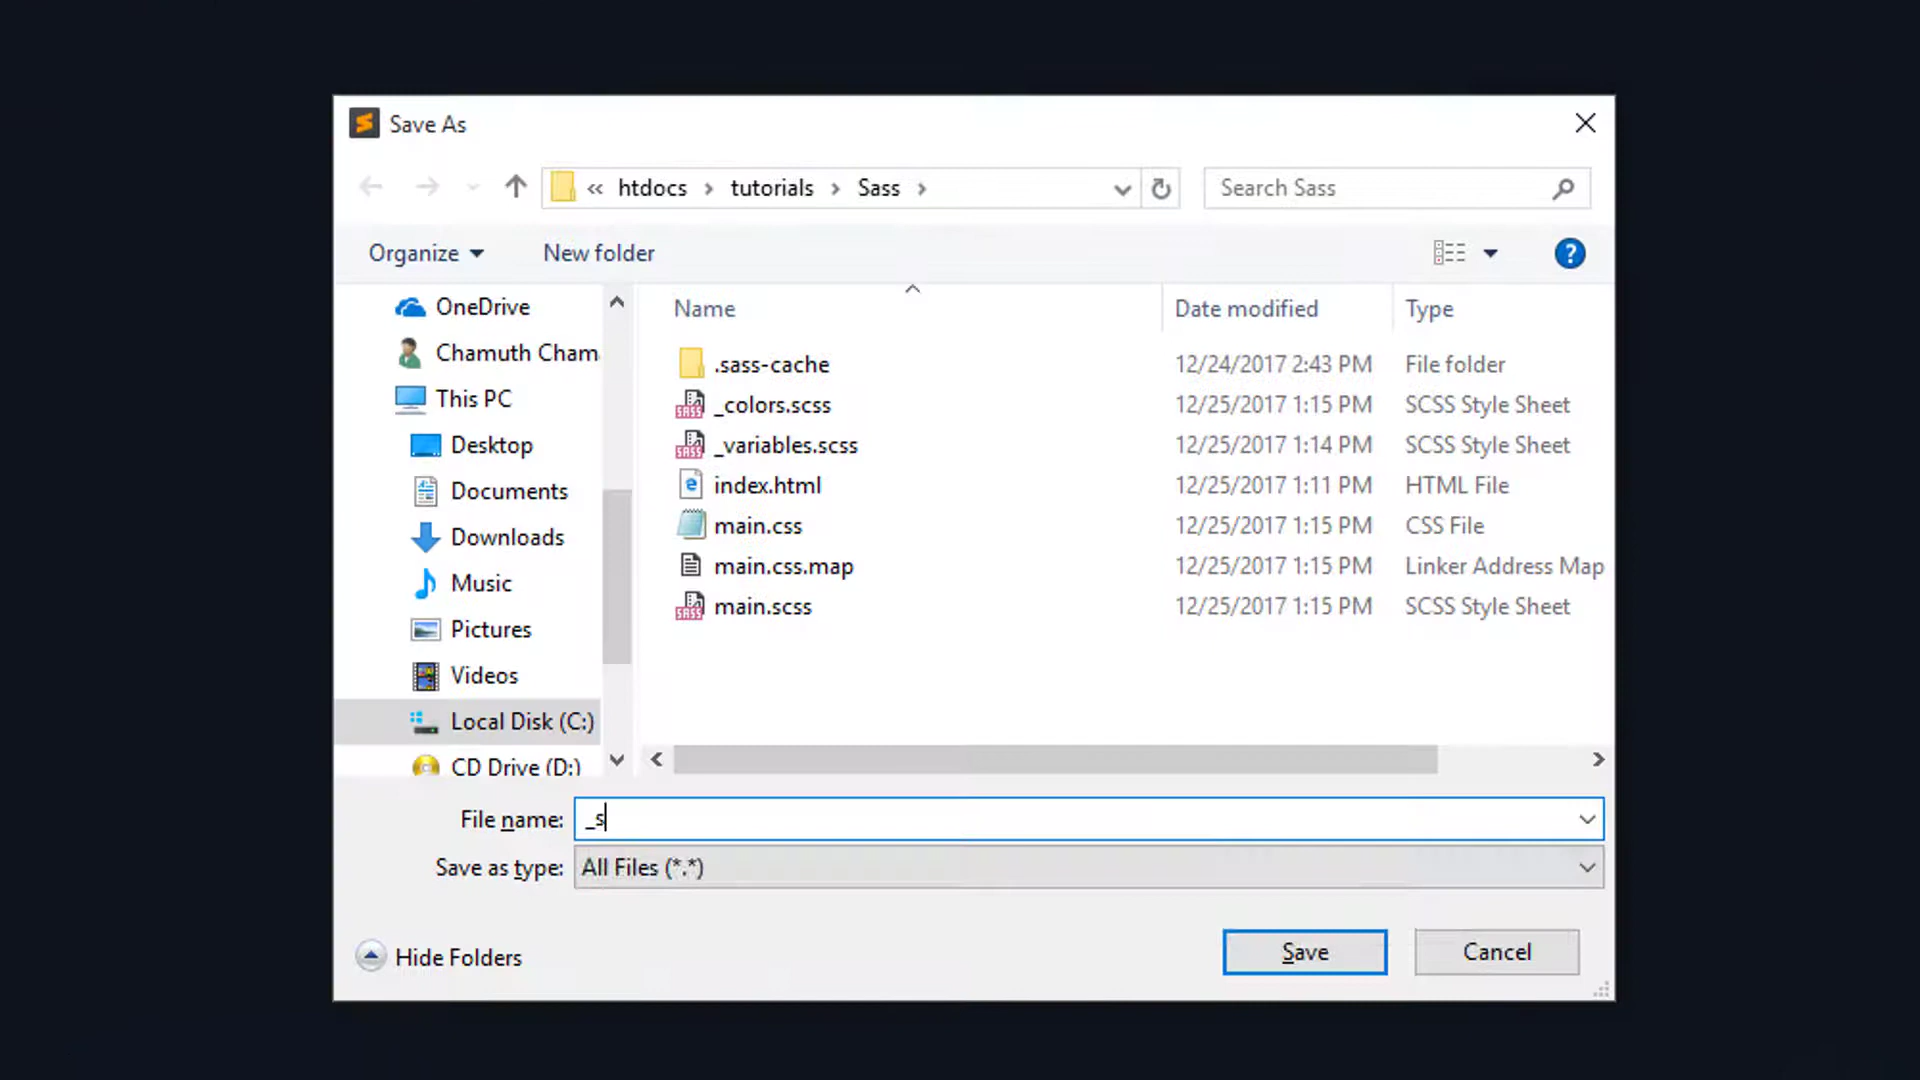 Save As
« htdocs › tutorials › Sass ›
Search Sass
Organize
New folder
?
OneDrive
Chamuth Cham
This PC
Desktop
Documents
Downloads
Music
Pictures
Videos
Local Disk (C:)
CD Drive (D:)
Name Date modified Type
.sass-cache 12/24/2017 2:43 PM File folder
_colors.scss 12/25/2017 1:15 PM SCSS Style Sheet
_variables.scss 12/25/2017 1:14 PM SCSS Style Sheet
index.html 12/25/2017 1:11 PM HTML File
main.css 12/25/2017 1:15 PM CSS File
main.css.map 12/25/2017 1:15 PM Linker Address Map
main.scss 12/25/2017 1:15 PM SCSS Style Sheet
File name: _s
Save as type: All Files (*.*)
Hide Folders
Save
Cancel